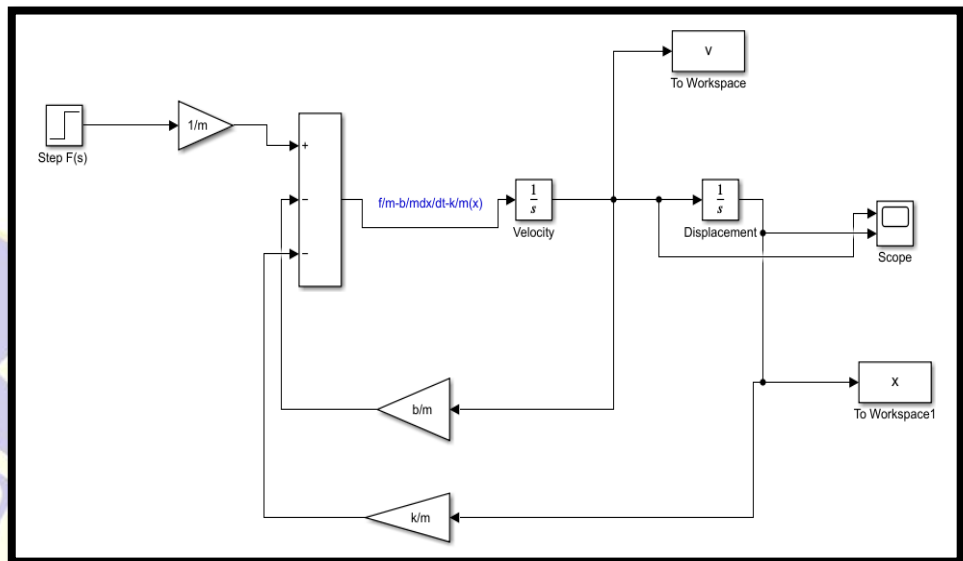 v
To Workspace
1/m
Step F(s)
+
−
−
f/m-b/mdx/dt-k/m(x)
1
s
Velocity
1
s
Displacement
Scope
x
To Workspace1
b/m
k/m